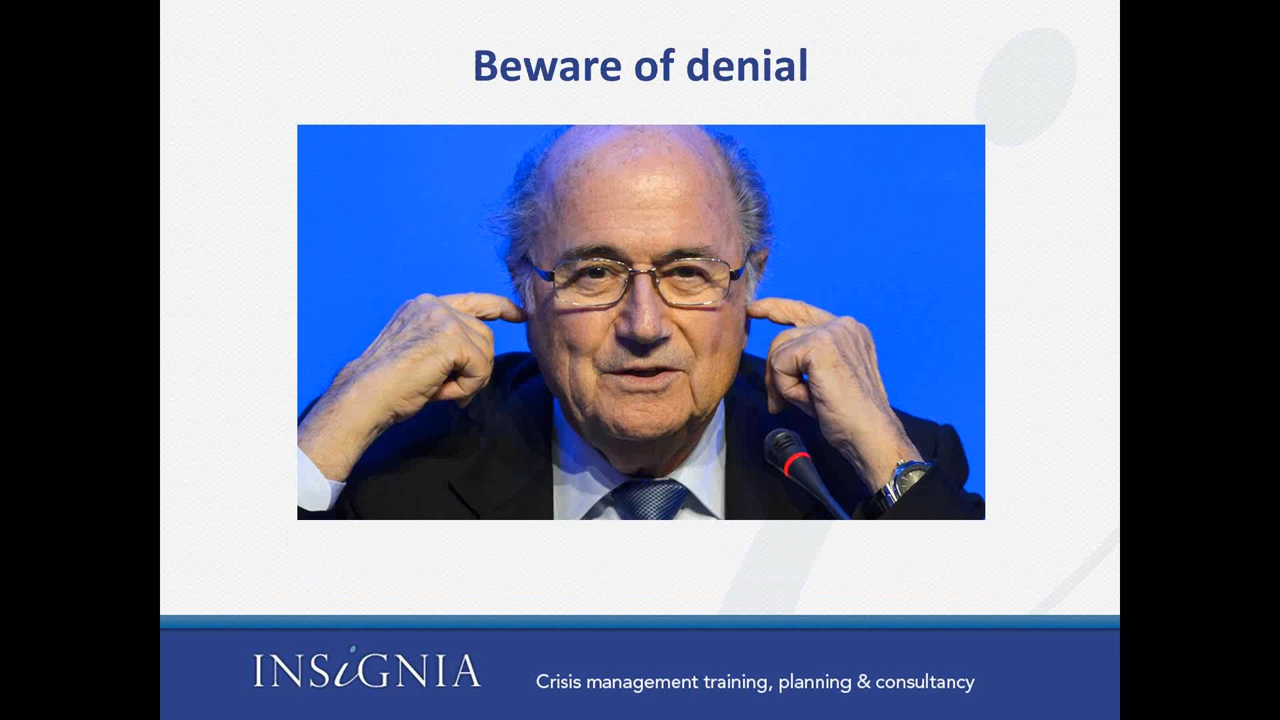 Beware of denial
INSiGNIA
Crisis management training, planning & consultancy